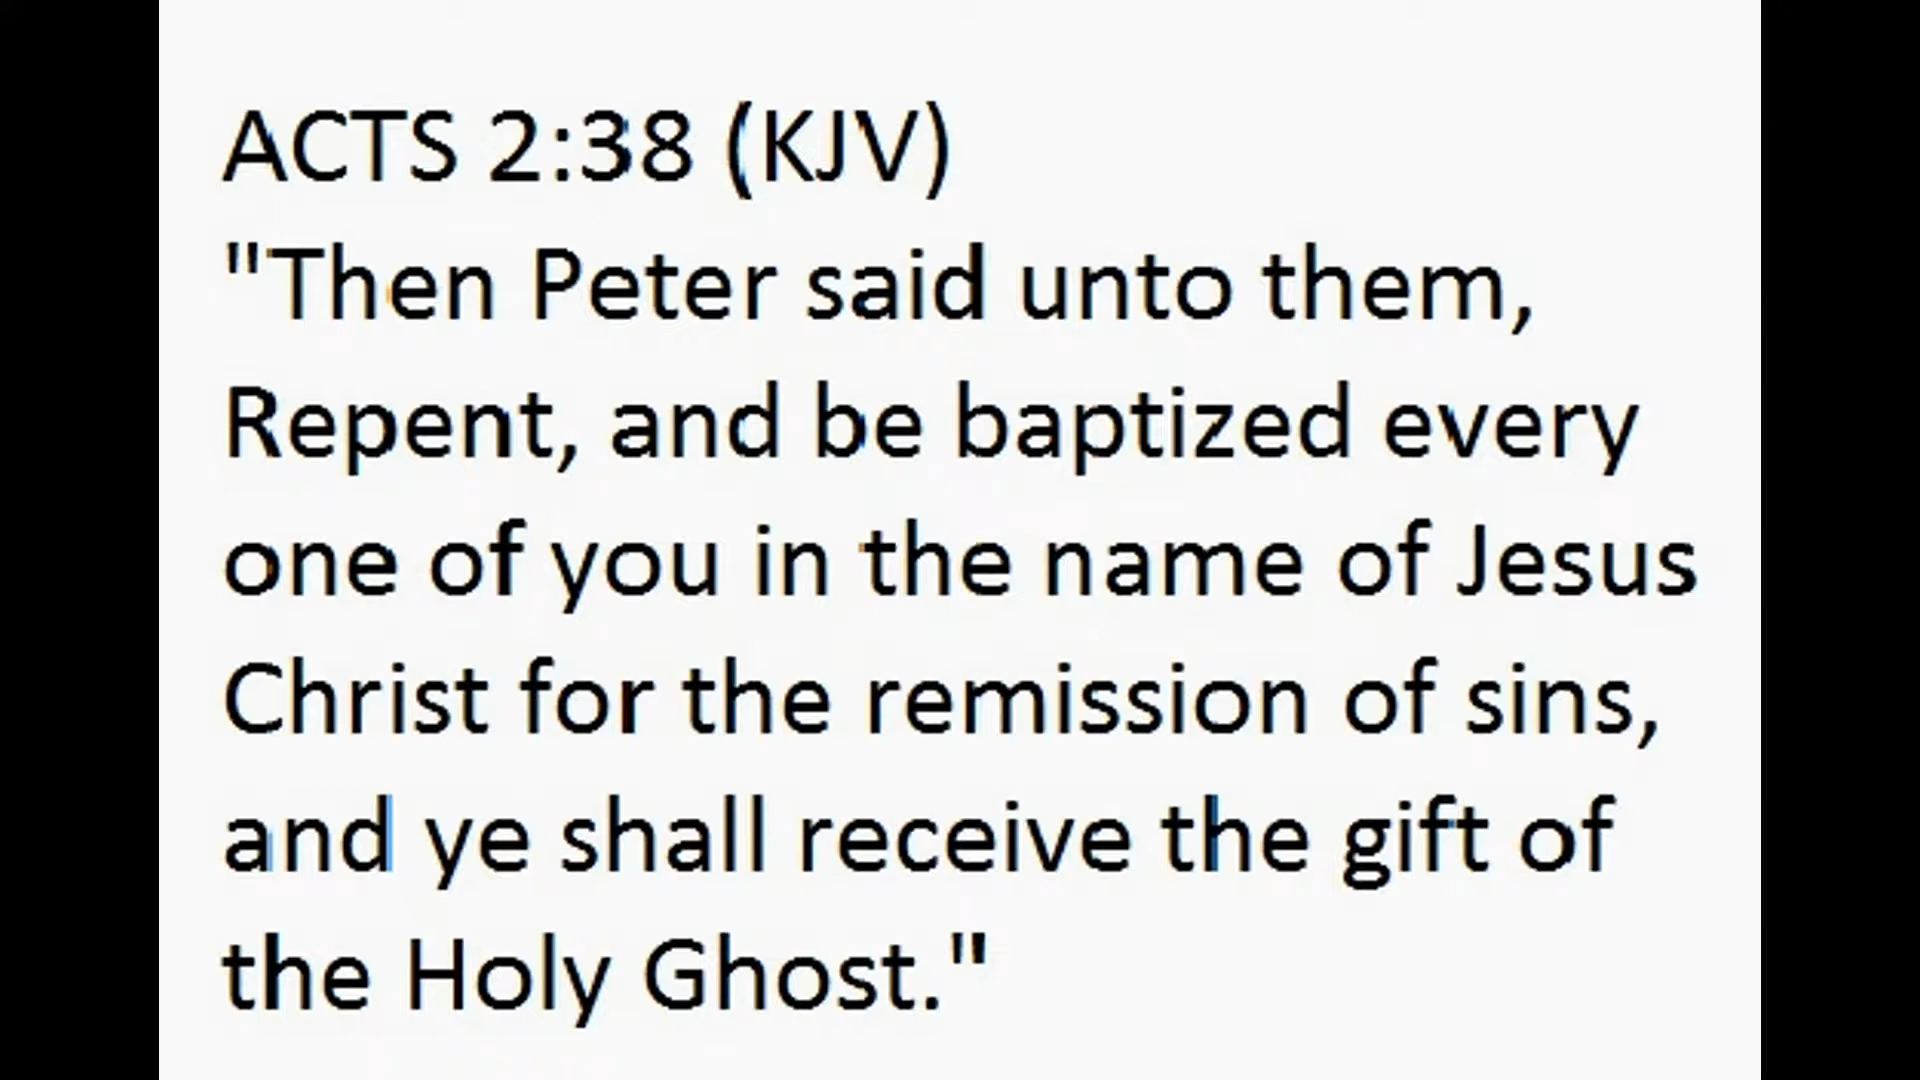 ACTS 2:38 (KJV)
"Then Peter said unto them,
Repent, and be baptized every
one of you in the name of Jesus
Christ for the remission of sins,
and ye shall receive the gift of
the Holy Ghost."